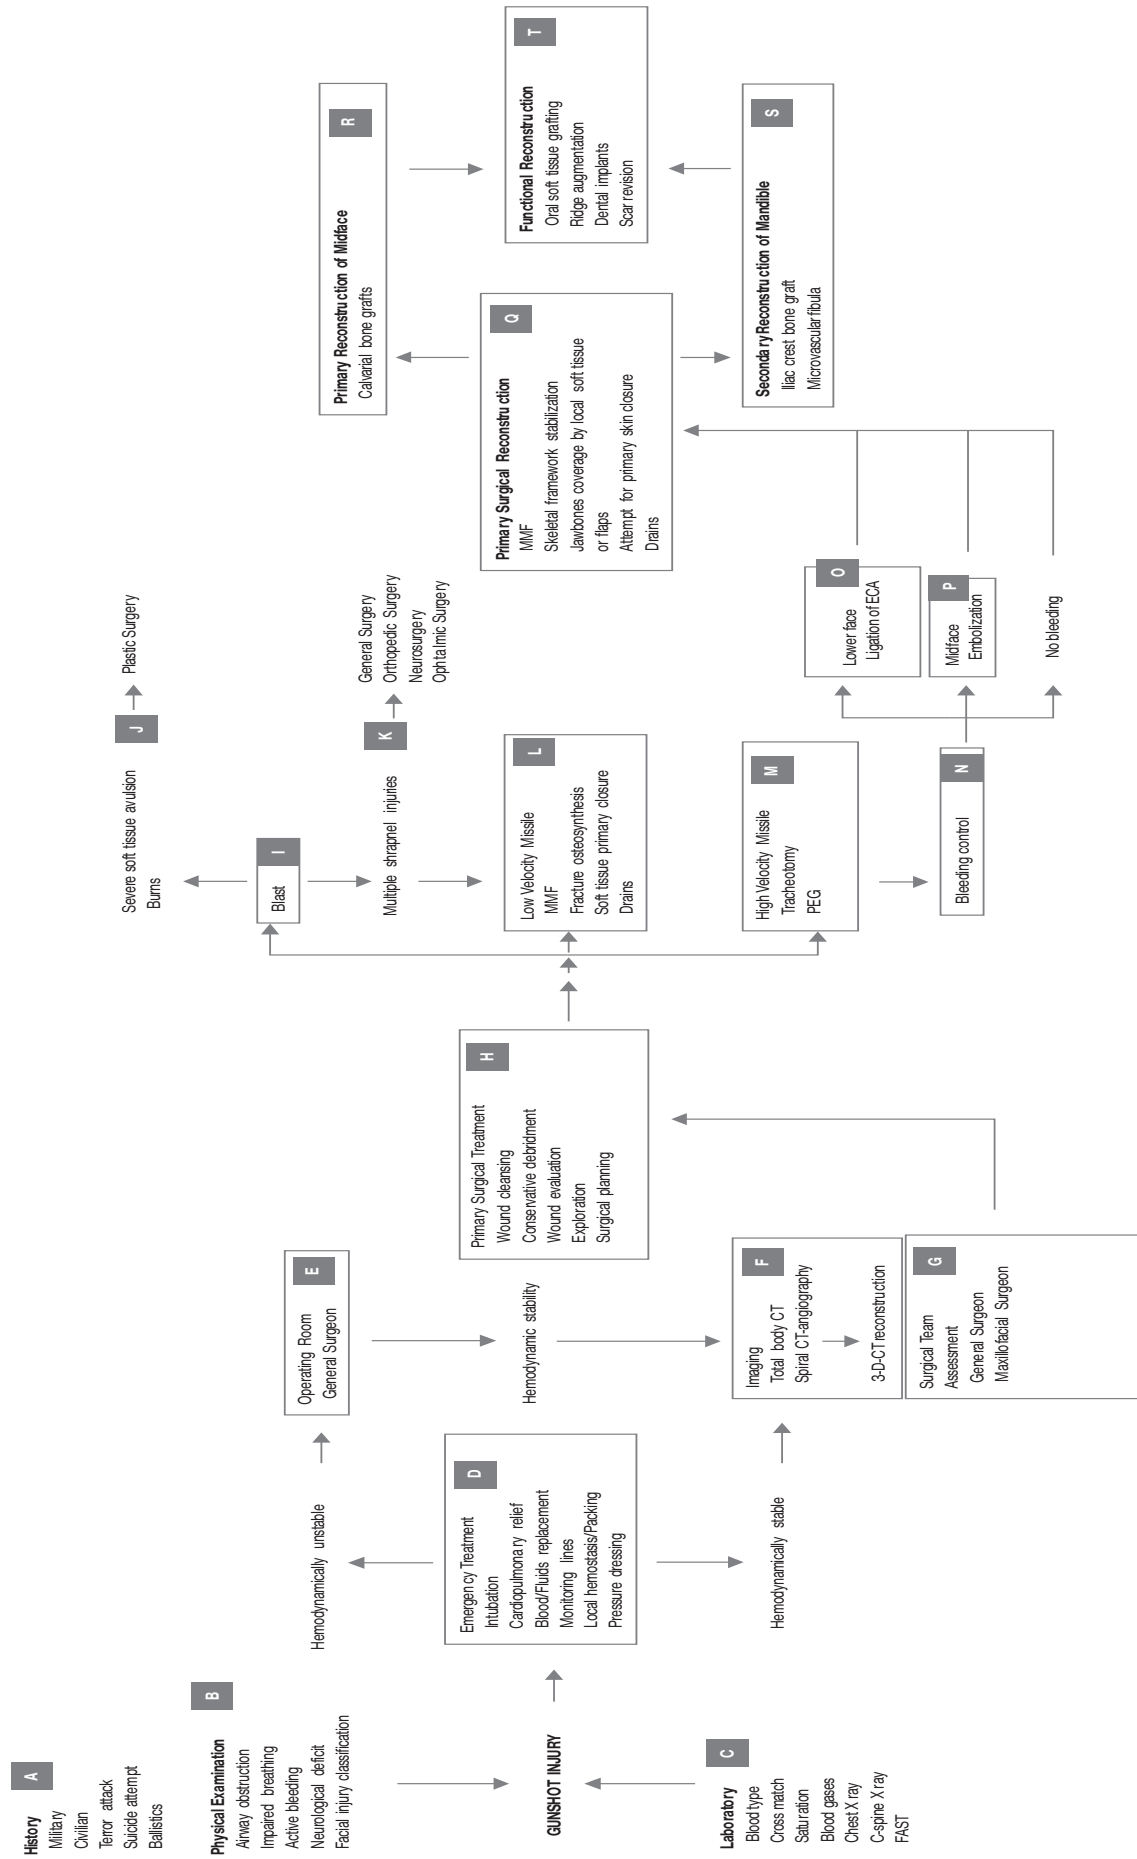 A
History
Military
Civilian
Terror attack
Suicide attempt
Ballistics
B
Physical Examination
Airway obstruction
Impaired breathing
Active bleeding
Neurological deficit
Facial injury classification
GUNSHOT INJURY
C
Laboratory
Blood type
Cross match
Saturation
Blood gases
Chest X ray
C-spine X ray
FAST
Hemodynamically unstable
D
Emergency Treatment
Intubation
Cardiopulmonary relief
Blood/Fluids replacement
Monitoring lines
Local hemostasis/Packing
Pressure dressing
Hemodynamically stable
E
Operating Room
General Surgeon
Hemodynamic stability
F
Imaging
Total body CT
Spiral CT-angiography
3-D-CT reconstruction
G
Surgical Team
Assessment
General Surgeon
Maxillofacial Surgeon
H
Primary Surgical Treatment
Wound cleansing
Conservative debridment
Wound evaluation
Exploration
Surgical planning
Severe soft tissue avulsion
Burns
J
Plastic Surgery
I
Blast
Multiple shrapnel injuries
K
General Surgery
Orthopedic Surgery
Neurosurgery
Ophtalmic Surgery
L
Low Velocity Missile
MMF
Fracture osteosynthesis
Soft tissue primary closure
Drains
M
High Velocity Missile
Tracheotomy
PEG
N
Bleeding control
O
Lower face
Ligation of ECA
P
Midface
Embolization
No bleeding
Q
Primary Surgical Reconstruction
MMF
Skeletal framework stabilization
Jawbones coverage by local soft tissue
or flaps
Attempt for primary skin closure
Drains
R
Primary Reconstruction of Midface
Calvarial bone grafts
S
Secondary Reconstruction of Mandible
Iliac crest bone graft
Microvascular fibula
T
Functional Reconstruction
Oral soft tissue grafting
Ridge augmentation
Dental implants
Scar revision